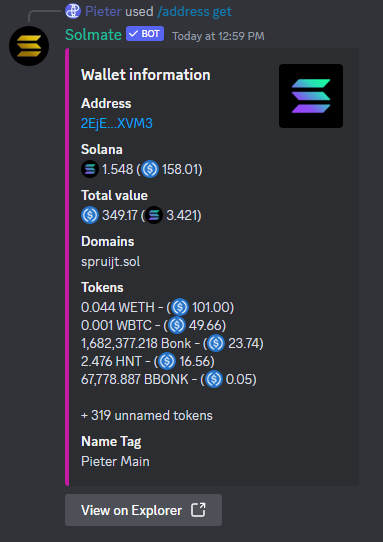 Pieter used /address get
Solmate ✓ BOT Today at 12:59 PM
Wallet information
Address
2EjE...XVM3
Solana
1.548 ( 158.01)
Total value
349.17 ( 3.421)
Domains
spruijt.sol
Tokens
0.044 WETH - ( 101.00)
0.001 WBTC - ( 49.66)
1,682,377.218 Bonk - ( 23.74)
2.476 HNT - ( 16.56)
67,778.887 BBONK - ( 0.05)
+ 319 unnamed tokens
Name Tag
Pieter Main
View on Explorer